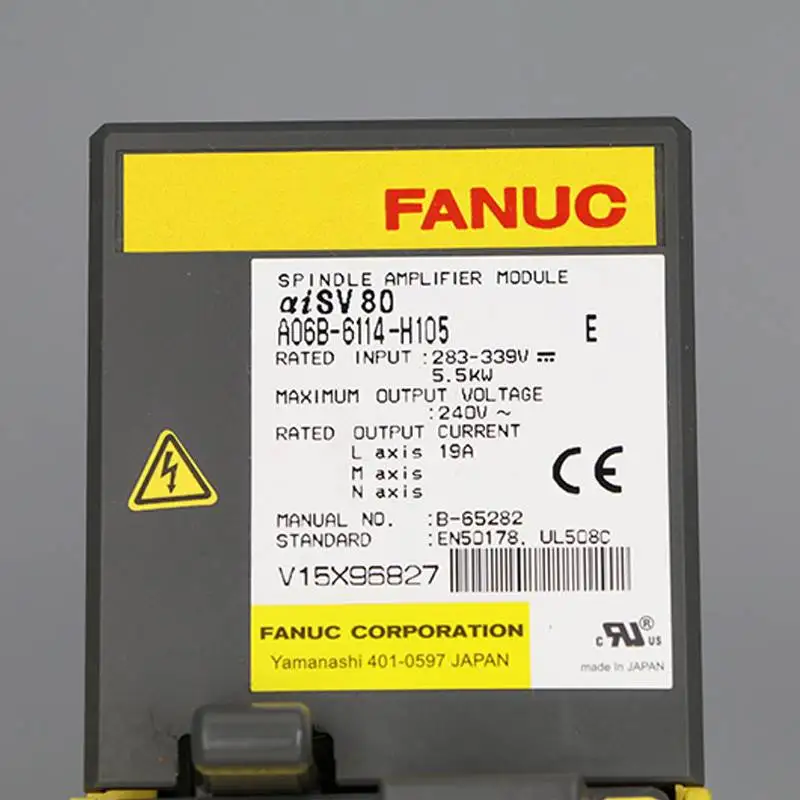 FANUC
SPINDLE AMPLIFIER MODULE
αiSV 80
A06B-6114-H105 E
RATED INPUT : 283-339V ⎓
5.5KW
MAXIMUM OUTPUT VOLTAGE
: 240V ~
RATED OUTPUT CURRENT
L axis 19A
M axis
N axis
CE
MANUAL NO. : B-65282
STANDARD : EN50178, UL508C
V15X96827
FANUC CORPORATION
Yamanashi 401-0597 JAPAN
c RU® US
made In JAPAN